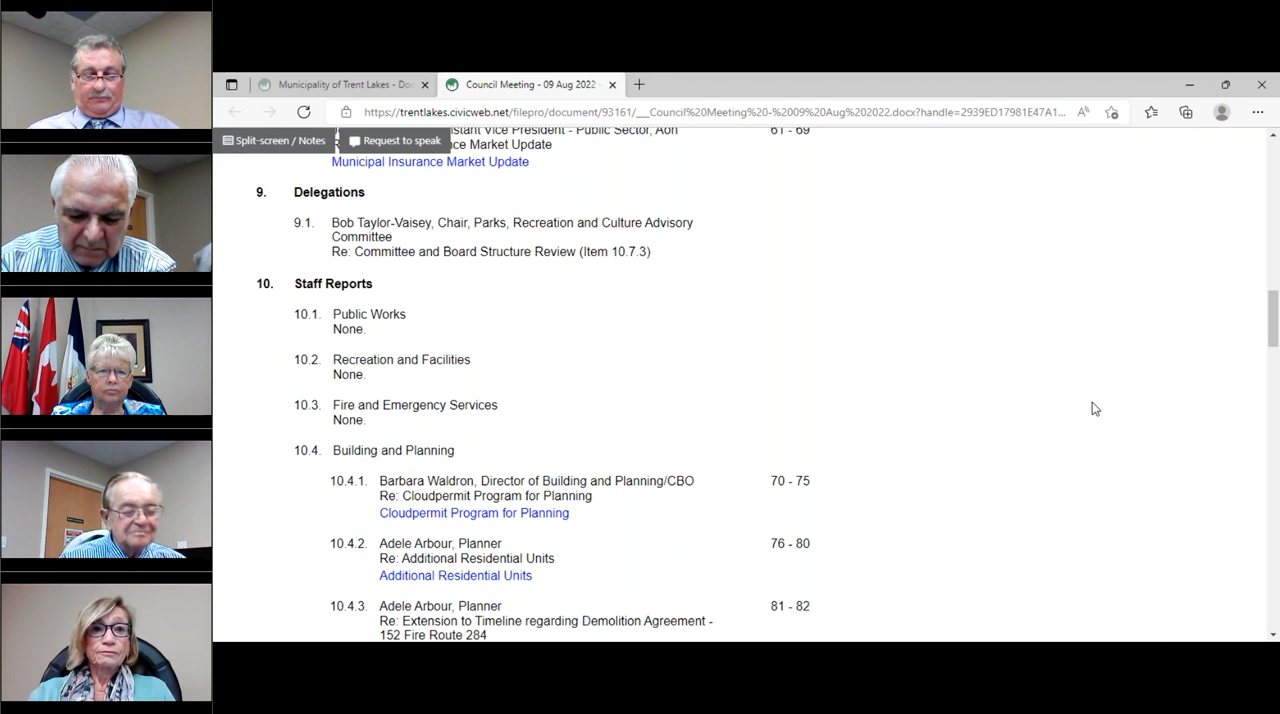 Municipality of Trent Lakes - Doc
Council Meeting - 09 Aug 2022 -
https://trentlakes.civicweb.net/filepro/document/93161/___Council%20Meeting%20-%2009%20Aug%202022.docx?handle=2939ED17981E47A1...
Split-screen / Notes
Request to speak
stant Vice President - Public Sector, Aon 61 - 69
Market Update
Municipal Insurance Market Update
9. Delegations
9.1. Bob Taylor-Vaisey, Chair, Parks, Recreation and Culture Advisory
Committee
Re: Committee and Board Structure Review (Item 10.7.3)
10. Staff Reports
10.1. Public Works
None.
10.2. Recreation and Facilities
None.
10.3. Fire and Emergency Services
None.
10.4. Building and Planning
10.4.1. Barbara Waldron, Director of Building and Planning/CBO 70 - 75
Re: Cloudpermit Program for Planning
Cloudpermit Program for Planning
10.4.2. Adele Arbour, Planner 76 - 80
Re: Additional Residential Units
Additional Residential Units
10.4.3. Adele Arbour, Planner 81 - 82
Re: Extension to Timeline regarding Demolition Agreement -
152 Fire Route 284